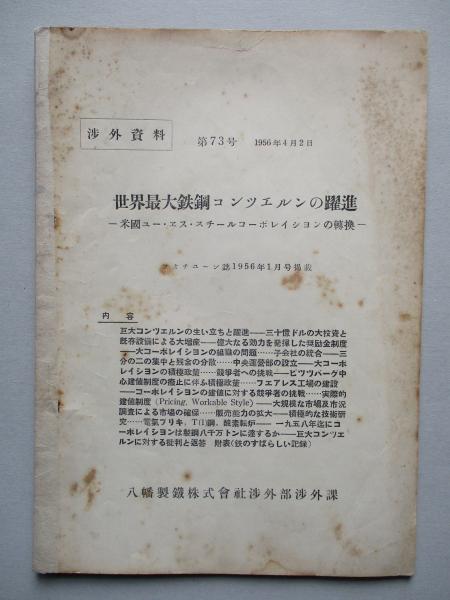 渉外資料
第73号 1956年4月2日
世界最大鉄鋼コンツエルンの躍進
―米國ユー・エス・スチールコーポレイシヨンの轉換―
フオチユーン誌1956年1月号掲載
内容
巨大コンツエルンの生い立ちと躍進――三十億ドルの大投資と
既存設備による大増産――偉大なる効力を発揮した奨励金制度
――大コーポレイシヨンの組織の問題……子会社の統合――三
分の二の集中と残余の分散……中央運営部の設立――大コーポ
レイシヨンの積極政策……競争者への挑戦――ピツツバーグ中
心建値制度の廃止に伴ふ積極政策……フエアレス工場の建設
――コーポレイシヨンの建値に対する競争者の挑戦……実際的
建値制度 (Pricing, Workable Style) ――大規模な市場及市況
調査による市場の確保……販売能力の拡大――積極的な技術研
究……電氣ブリキ、T(1)鋼、酸素転炉―― 一九五八年迄にコ
ーポレイシヨンは製鋼八千万トンに達するか――巨大コンツエ
ルンに対する批判と返答 附表(鉄のすばらしい記録)
八幡製鐵株式會社渉外部渉外課